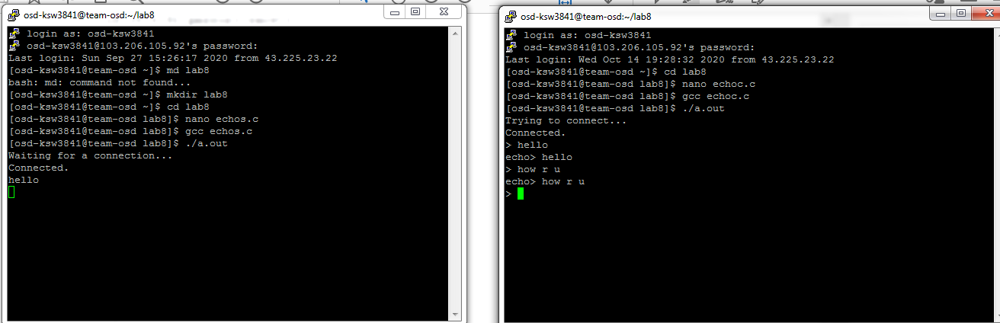 osd-ksw3841@team-osd:~/lab8
login as: osd-ksw3841
osd-ksw3841@103.206.105.92's password:
Last login: Sun Sep 27 15:26:17 2020 from 43.225.23.22
[osd-ksw3841@team-osd ~]$ md lab8
bash: md: command not found...
[osd-ksw3841@team-osd ~]$ mkdir lab8
[osd-ksw3841@team-osd ~]$ cd lab8
[osd-ksw3841@team-osd lab8]$ nano echos.c
[osd-ksw3841@team-osd lab8]$ gcc echos.c
[osd-ksw3841@team-osd lab8]$ ./a.out
Waiting for a connection...
Connected.
hello
osd-ksw3841@team-osd:~/lab8
login as: osd-ksw3841
osd-ksw3841@103.206.105.92's password:
Last login: Wed Oct 14 19:28:32 2020 from 43.225.23.22
[osd-ksw3841@team-osd ~]$ cd lab8
[osd-ksw3841@team-osd lab8]$ nano echoc.c
[osd-ksw3841@team-osd lab8]$ gcc echoc.c
[osd-ksw3841@team-osd lab8]$ ./a.out
Trying to connect...
Connected.
> hello
echo> hello
> how r u
echo> how r u
>